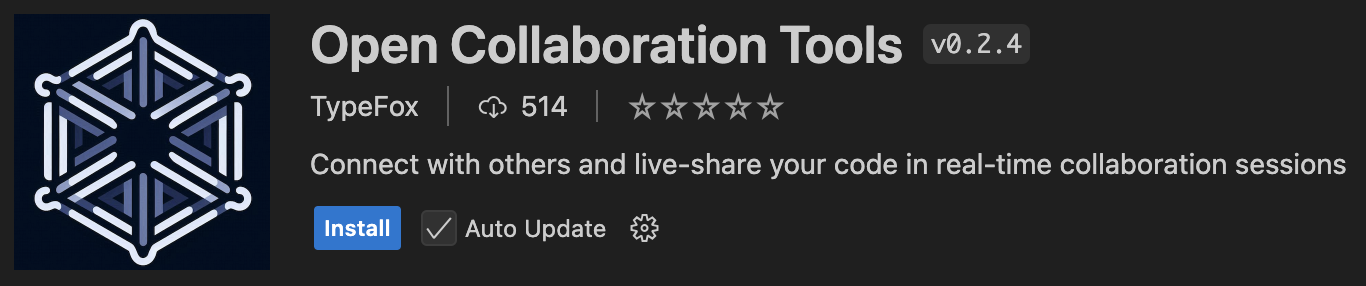 Open Collaboration Tools v0.2.4
TypeFox 514
Connect with others and live-share your code in real-time collaboration sessions
Install Auto Update